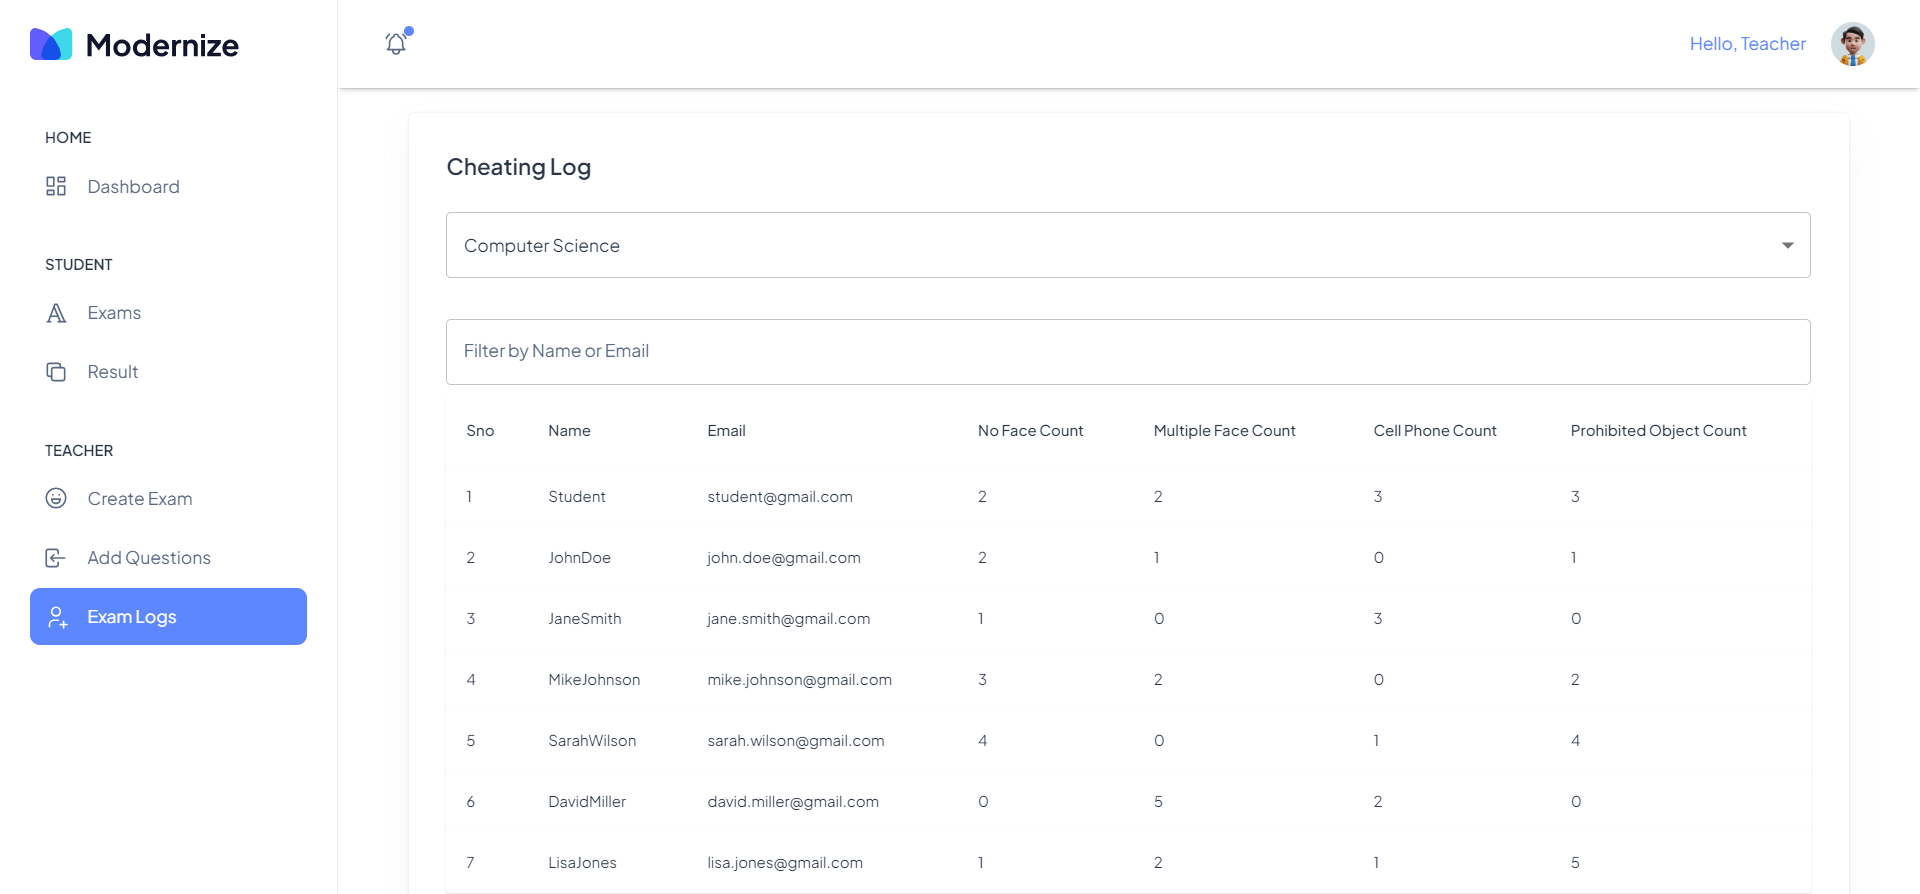 Modernize
HOME
Dashboard
STUDENT
Exams
Result
TEACHER
Create Exam
Add Questions
Exam Logs
Hello, Teacher
Cheating Log
Computer Science
Filter by Name or Email
Sno Name Email No Face Count Multiple Face Count Cell Phone Count Prohibited Object Count
1 Student student@gmail.com 2 2 3 3
2 JohnDoe john.doe@gmail.com 2 1 0 1
3 JaneSmith jane.smith@gmail.com 1 0 3 0
4 MikeJohnson mike.johnson@gmail.com 3 2 0 2
5 SarahWilson sarah.wilson@gmail.com 4 0 1 4
6 DavidMiller david.miller@gmail.com 0 5 2 0
7 LisaJones lisa.jones@gmail.com 1 2 1 5